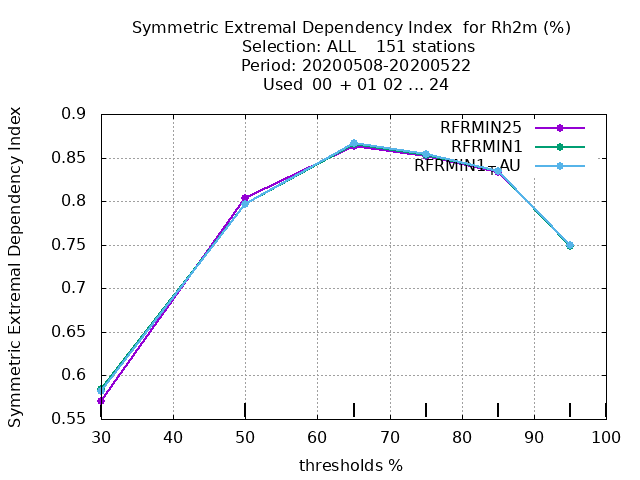 Symmetric Extremal Dependency Index  for Rh2m (%)
Selection: ALL    151 stations
Period: 20200508-20200522
Used  00 + 01 02 ... 24
Symmetric Extremal Dependency Index
0.9
0.85
0.8
0.75
0.7
0.65
0.6
0.55
RFRMIN25
RFRMIN1
RFRMIN1+AU
30 40 50 60 70 80 90 100
thresholds %